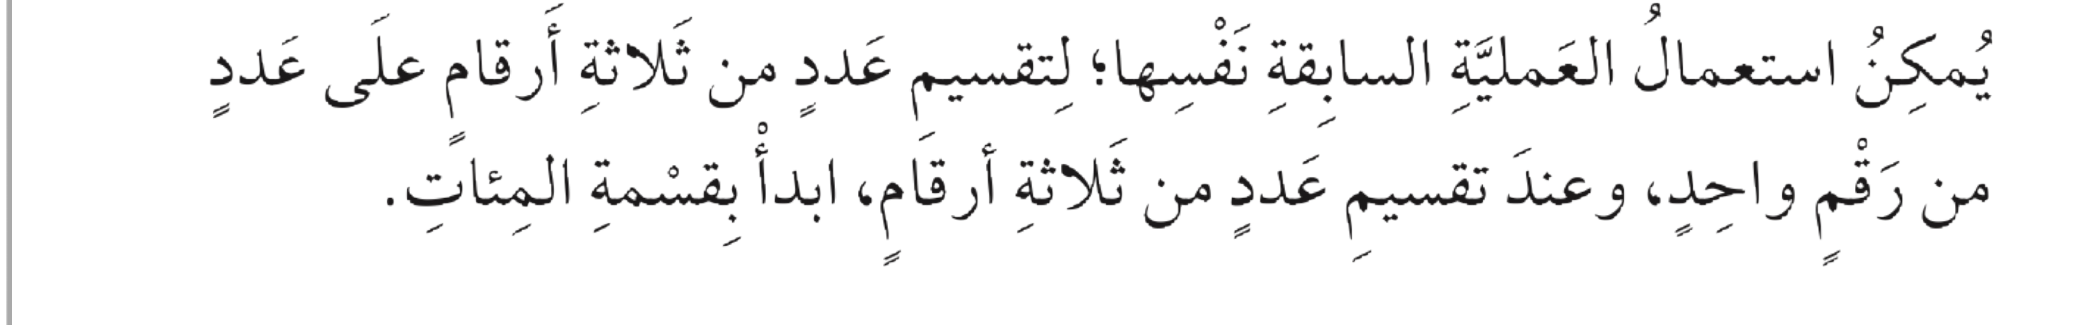 يُمكِنُ استعمالُ العَمليَّةِ السابِقةِ نَفْسِها؛ لِتقسيم عَددٍ من ثَلاثةِ أَرقامٍ علَى عَددٍ
من رَقْمٍ واحِدٍ، وعندَ تقسيمِ عَددٍ من ثَلاثةِ أرقَامٍ، ابدأْ بِقسْمةِ المِئاتِ.